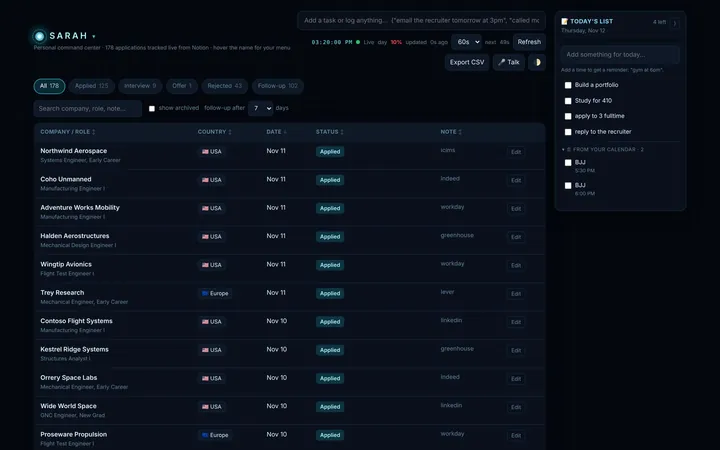 SARAH
Personal command center · 178 applications tracked live from Notion · hover the name for your menu
Add a task or log anything... ("email the recruiter tomorrow at 3pm", "called mo
03:20:00 PM Live day 10% updated 0s ago 60s next 49s Refresh
Export CSV Talk
All 178 Applied 125 Interview Offer 1 Rejected Follow-up
Search company, role, note... show archived follow-up after 7 days
COMPANY / ROLE COUNTRY DATE STATUS NOTE
Northwind Aerospace USA Nov 11 Applied icims Edit
Systems Engineer, Early Career
Coho Unmanned USA Nov 11 Applied indeed Edit
Manufacturing Engineer I
Adventure Works Mobility USA Nov 11 Applied workday Edit
Manufacturing Engineer I
Halden Aerostructures USA Nov 11 Applied greenhouse Edit
Mechanical Design Engineer I
Wingtip Avionics USA Nov 11 Applied workday Edit
Flight Test Engineer I
Trey Research Europe Nov 11 Applied lever Edit
Mechanical Engineer, Early Career
Contoso Flight Systems USA Nov 10 Applied linkedin Edit
Manufacturing Engineer I
Kestrel Ridge Systems USA Nov 10 Applied greenhouse Edit
Structures Analyst I
Orrery Space Labs USA Nov 10 Applied indeed Edit
Mechanical Engineer, Early Career
Wide World Space USA Nov 10 Applied linkedin Edit
GNC Engineer, New Grad
Proseware Propulsion Europe Nov 10 Applied workday Edit
Flight Test Engineer I
TODAY'S LIST 4 left
Thursday, Nov 12
Add something for today...
Add a time to get a reminder: "gym at 6pm".
Build a portfolio
Study for 410
apply to 3 fulltime
reply to the recruiter
FROM YOUR CALENDAR · 2
BJJ
5:30 PM
BJJ
6:00 PM